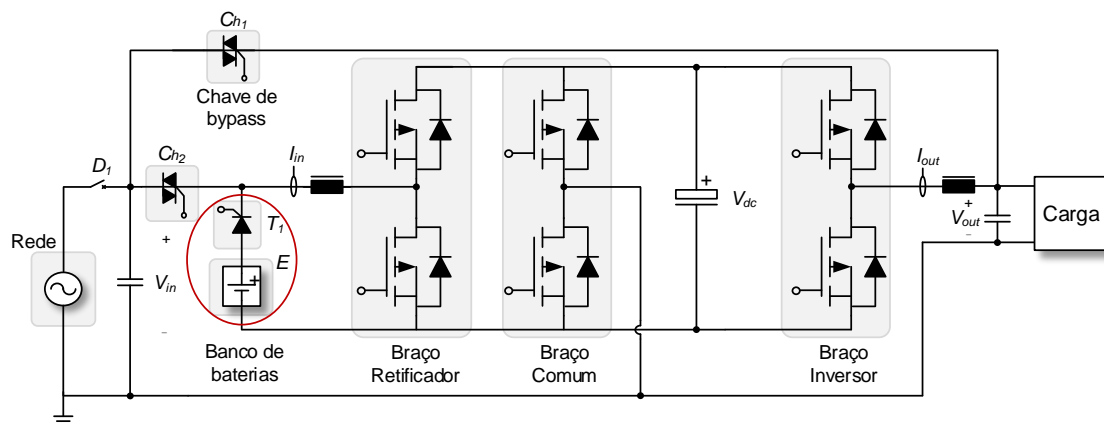 Ch1
Chave de
bypass
D1
Ch2
Iin
T1
E
+
Vin
–
Rede
Banco de
baterias
Braço
Retificador
Braço
Comum
+
Vdc
Braço
Inversor
Iout
+
Vout
–
Carga
+